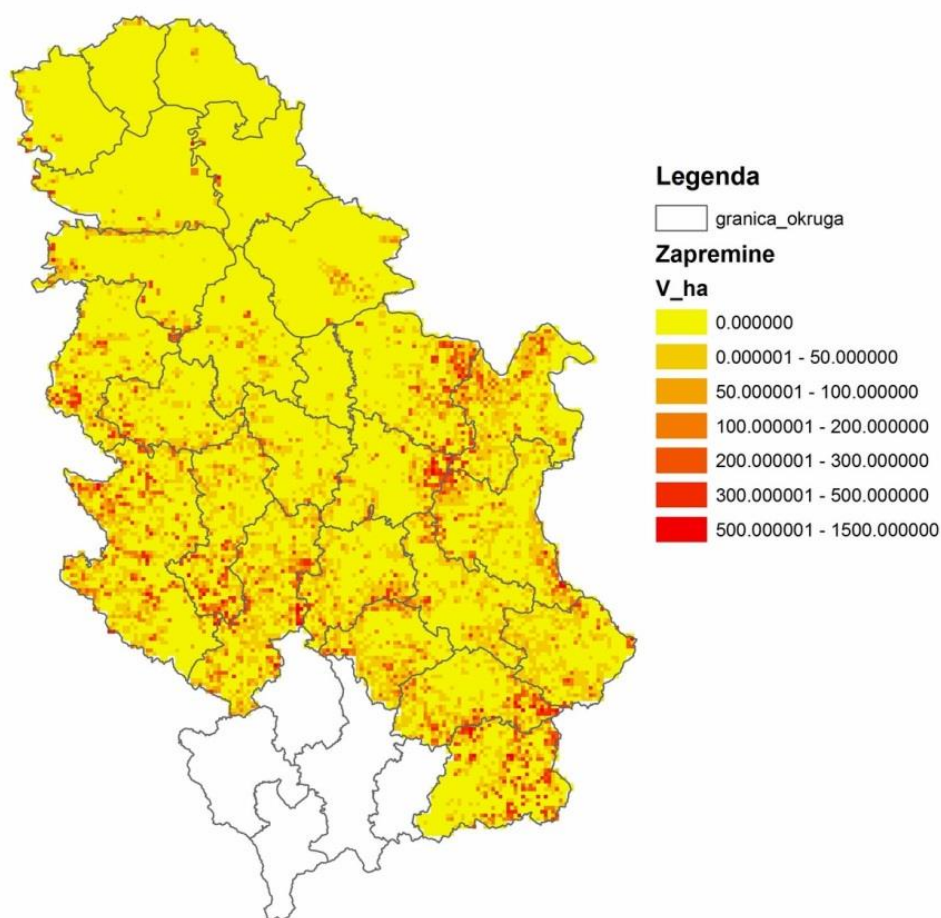 Legenda
granica_okruga
Zapremine
V_ha
0.000000
0.000001 - 50.000000
50.000001 - 100.000000
100.000001 - 200.000000
200.000001 - 300.000000
300.000001 - 500.000000
500.000001 - 1500.000000